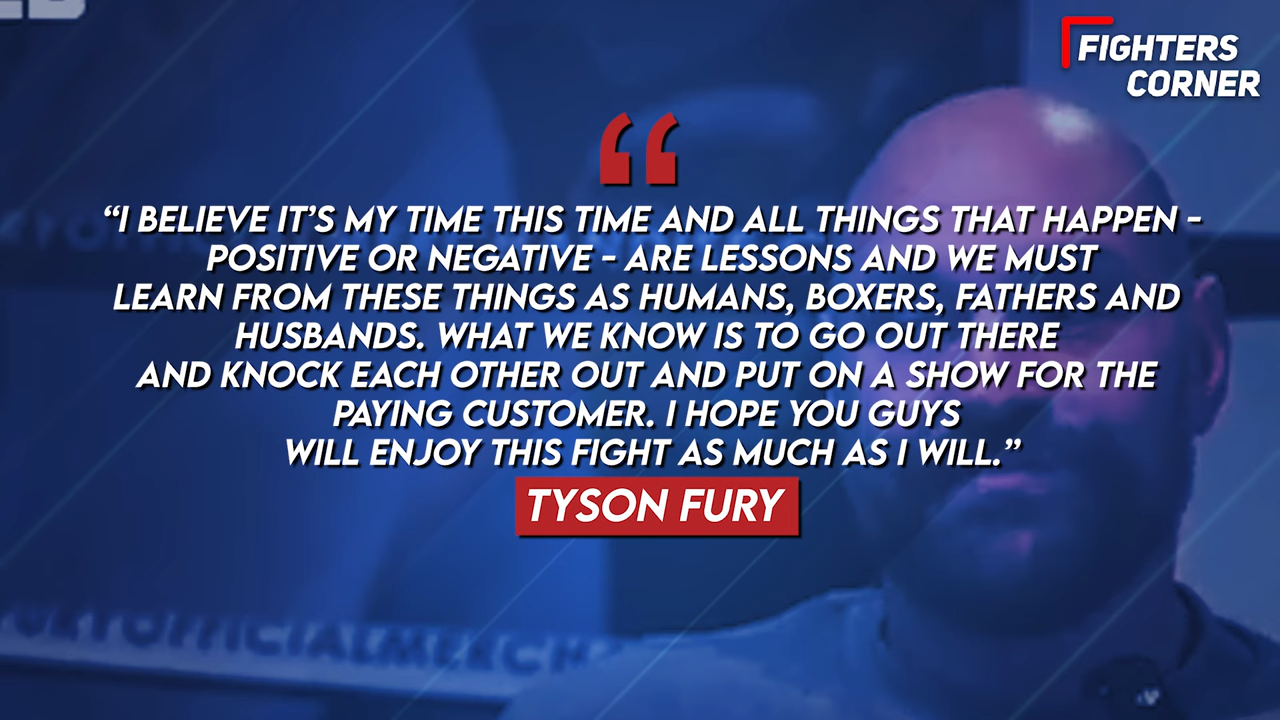 FIGHTERS
CORNER
“I BELIEVE IT’S MY TIME THIS TIME AND ALL THINGS THAT HAPPEN -
POSITIVE OR NEGATIVE - ARE LESSONS AND WE MUST
LEARN FROM THESE THINGS AS HUMANS, BOXERS, FATHERS AND
HUSBANDS. WHAT WE KNOW IS TO GO OUT THERE
AND KNOCK EACH OTHER OUT AND PUT ON A SHOW FOR THE
PAYING CUSTOMER. I HOPE YOU GUYS
WILL ENJOY THIS FIGHT AS MUCH AS I WILL.”
TYSON FURY